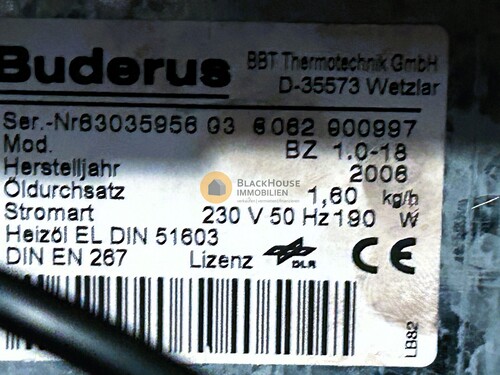 Buderus
BBT Thermotechnik GmbH
D-35573 Wetzlar
Ser.-Nr63035956 03 6062 000997
Mod. BZ 1.0-18
Herstelljahr 2006
Öldurchsatz 1,60 kg/h
Stromart 230 V 50 Hz 190 W
Heizöl EL DIN 51603
DIN EN 267 Lizenz DLR CE
LB82
BLACKHOUSE
IMMOBILIEN